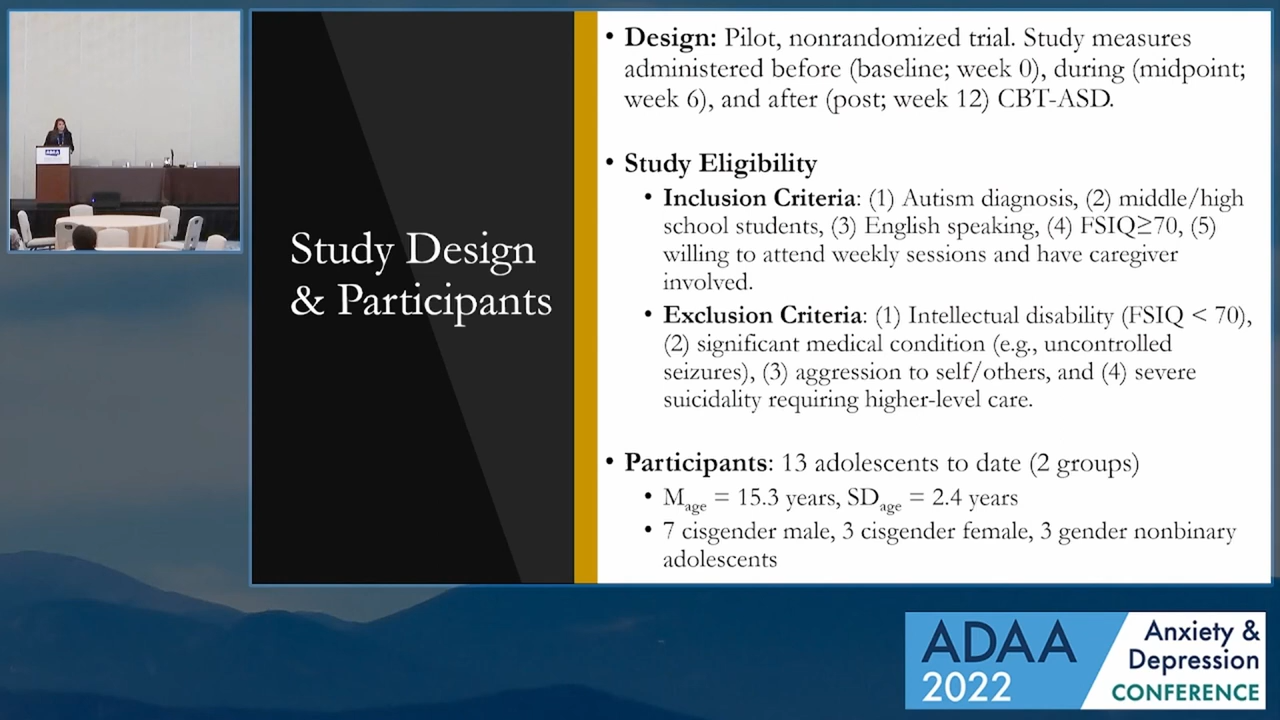 Study Design
& Participants
• Design: Pilot, nonrandomized trial. Study measures
administered before (baseline; week 0), during (midpoint;
week 6), and after (post; week 12) CBT-ASD.
• Study Eligibility
• Inclusion Criteria: (1) Autism diagnosis, (2) middle/high
school students, (3) English speaking, (4) FSIQ≥70, (5)
willing to attend weekly sessions and have caregiver
involved.
• Exclusion Criteria: (1) Intellectual disability (FSIQ < 70),
(2) significant medical condition (e.g., uncontrolled
seizures), (3) aggression to self/others, and (4) severe
suicidality requiring higher-level care.
• Participants: 13 adolescents to date (2 groups)
• Mage = 15.3 years, SDage = 2.4 years
• 7 cisgender male, 3 cisgender female, 3 gender nonbinary
adolescents
ADAA
2022
Anxiety &
Depression
CONFERENCE